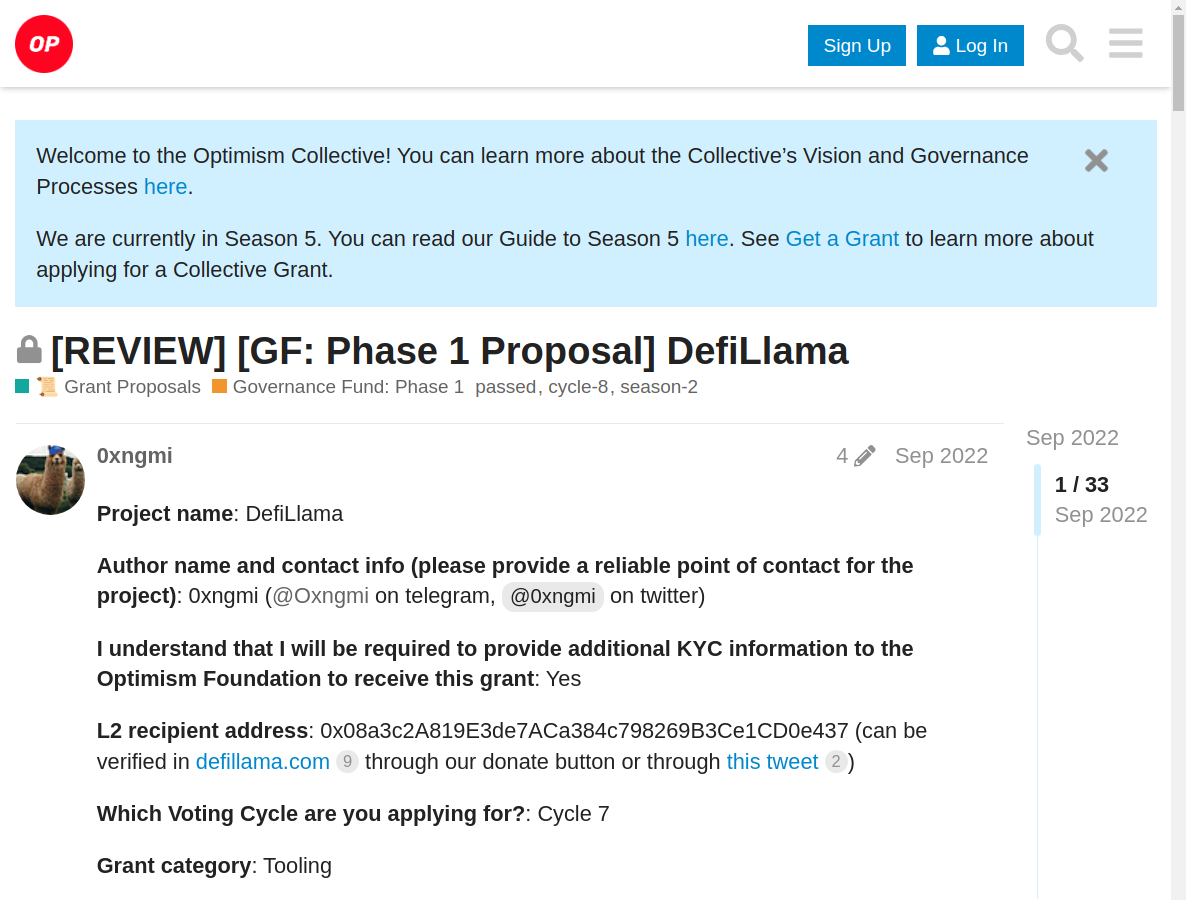 OP
Sign Up
Log In
Welcome to the Optimism Collective! You can learn more about the Collective’s Vision and Governance
Processes here.
We are currently in Season 5. You can read our Guide to Season 5 here. See Get a Grant to learn more about
applying for a Collective Grant.
[REVIEW] [GF: Phase 1 Proposal] DefiLlama
Grant Proposals Governance Fund: Phase 1 passed, cycle-8, season-2
0xngmi 4 Sep 2022
Sep 2022
1 / 33
Sep 2022
Project name: DefiLlama
Author name and contact info (please provide a reliable point of contact for the
project): 0xngmi (@Oxngmi on telegram, @0xngmi on twitter)
I understand that I will be required to provide additional KYC information to the
Optimism Foundation to receive this grant: Yes
L2 recipient address: 0x08a3c2A819E3de7ACa384c798269B3Ce1CD0e437 (can be
verified in defillama.com 9 through our donate button or through this tweet 2)
Which Voting Cycle are you applying for?: Cycle 7
Grant category: Tooling